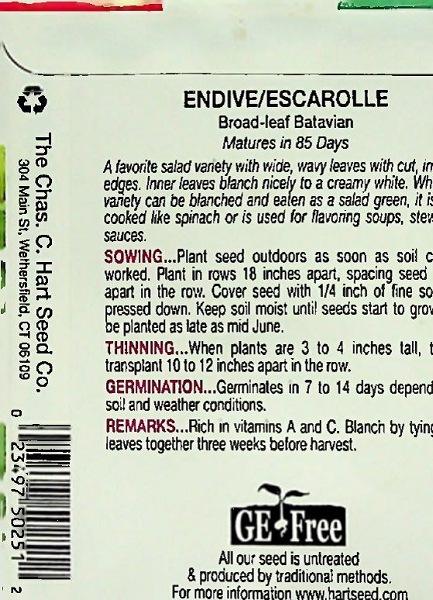 ENDIVE/ESCAROLLE
Broad-leaf Batavian
Matures in 85 Days
A favorite salad variety with wide, wavy leaves with cut, in
edges. Inner leaves blanch nicely to a creamy white. Wh
variety can be blanched and eaten as a salad green, it is
cooked like spinach or is used for flavoring soups, stew
sauces.
SOWING...Plant seed outdoors as soon as soil c
worked. Plant in rows 18 inches apart, spacing seed
apart in the row. Cover seed with 1/4 inch of fine so
pressed down. Keep soil moist until seeds start to grow
be planted as late as mid June.
THINNING...When plants are 3 to 4 inches tall, t
transplant 10 to 12 inches apart in the row.
GERMINATION...Germinates in 7 to 14 days depend
soil and weather conditions.
REMARKS...Rich in vitamins A and C. Blanch by tying
leaves together three weeks before harvest.
GE Free
All our seed is untreated
& produced by traditional methods.
For more information www.hartseed.com
The Chas. C. Hart Seed Co.
304 Main St, Wethersfield, CT 06109
0 23497 50251 2